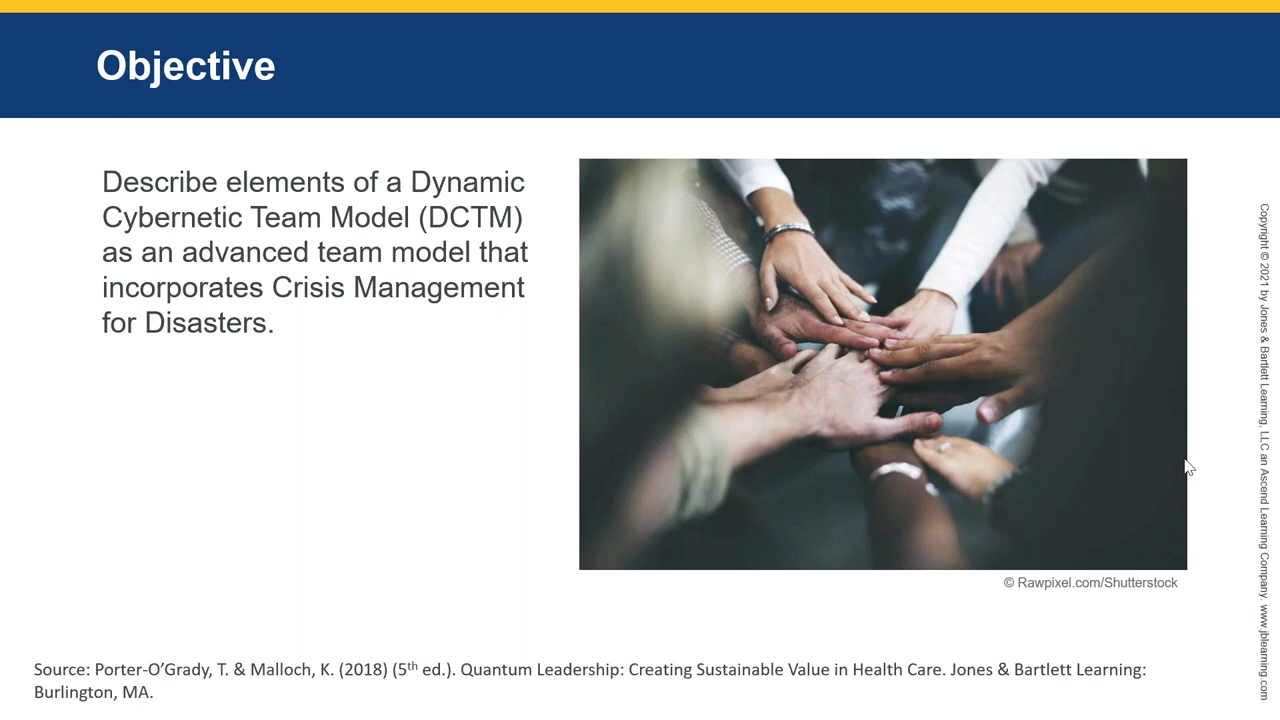 Objective
Describe elements of a Dynamic
Cybernetic Team Model (DCTM)
as an advanced team model that
incorporates Crisis Management
for Disasters.
© Rawpixel.com/Shutterstock
Source: Porter-O’Grady, T. & Malloch, K. (2018) (5th ed.). Quantum Leadership: Creating Sustainable Value in Health Care. Jones & Bartlett Learning:
Burlington, MA.
Copyright © 2021 by Jones & Bartlett Learning, LLC an Ascend Learning Company. www.jblearning.com